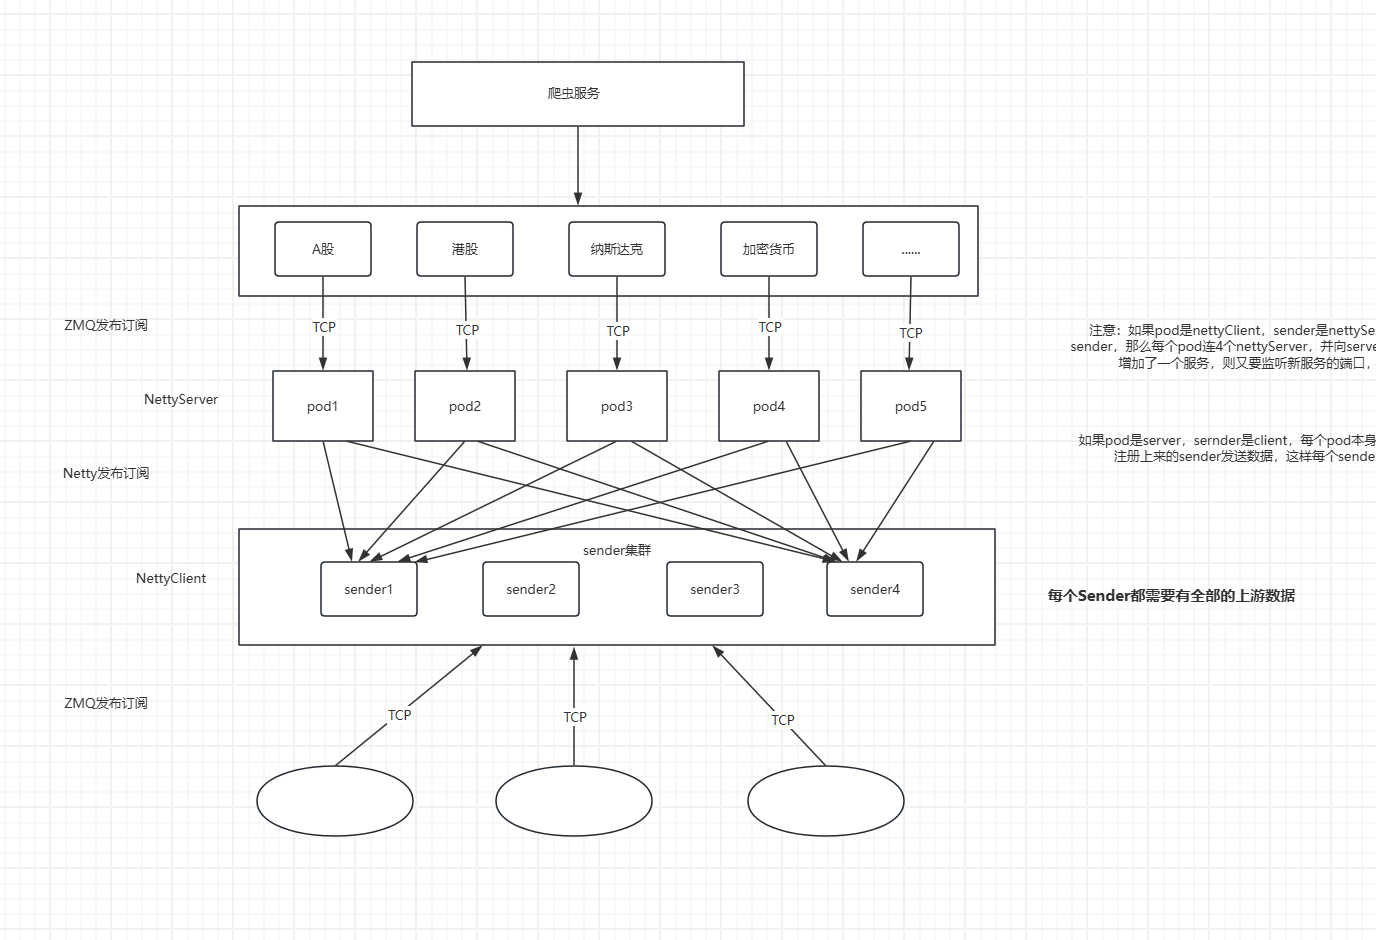 爬虫服务
A股
港股
纳斯达克
加密货币
......
ZMQ发布订阅
TCP
TCP
TCP
TCP
TCP
注意：如果pod是nettyClient，sender是nettySe
sender，那么每个pod连4个nettyServer，并向serve
增加了一个服务，则又要监听新服务的端口，
NettyServer
pod1
pod2
pod3
pod4
pod5
如果pod是server，sernder是client，每个pod本身
注册上来的sender发送数据，这样每个sende
Netty发布订阅
sender集群
NettyClient
sender1
sender2
sender3
sender4
每个Sender都需要有全部的上游数据
ZMQ发布订阅
TCP
TCP
TCP